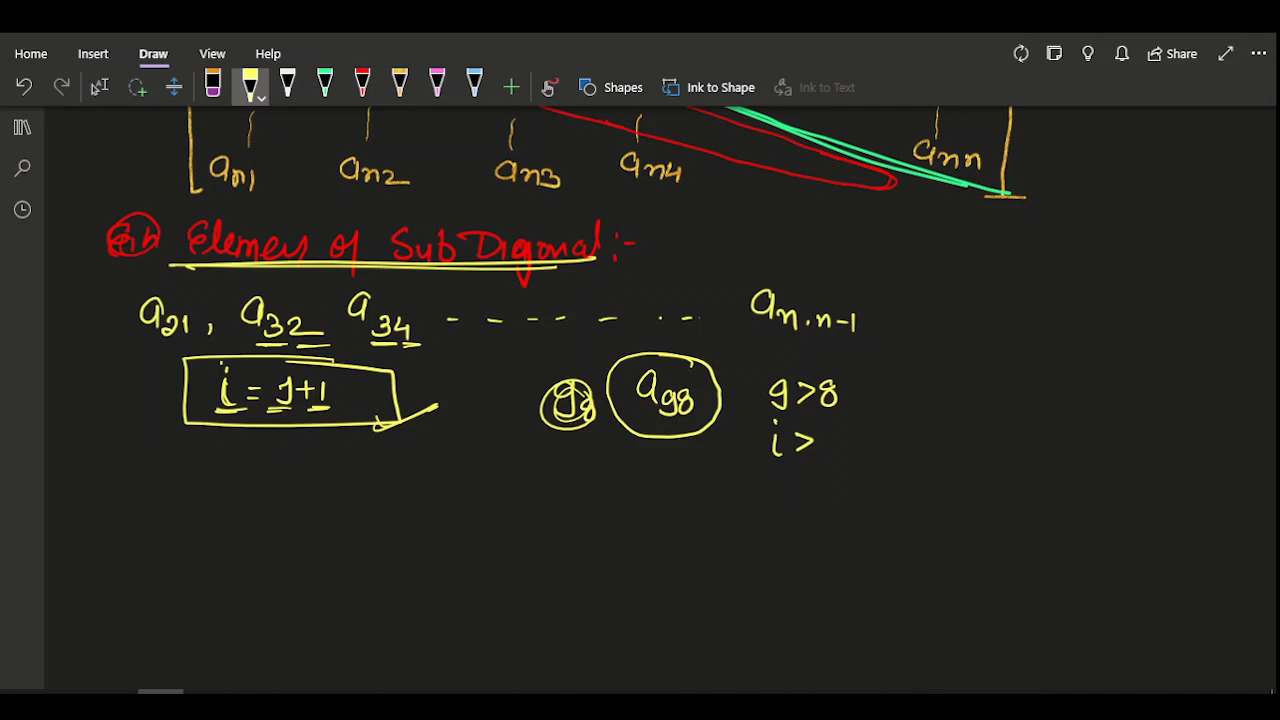 Home Insert Draw View Help
Share
Shapes Ink to Shape Ink to Text
an1 an2 an3 an4 ann
Elemen of Sub Digonal :-
a21, a32 a34 - - - - - - - - an.n-1
i = j+1 a98 9>8
i >